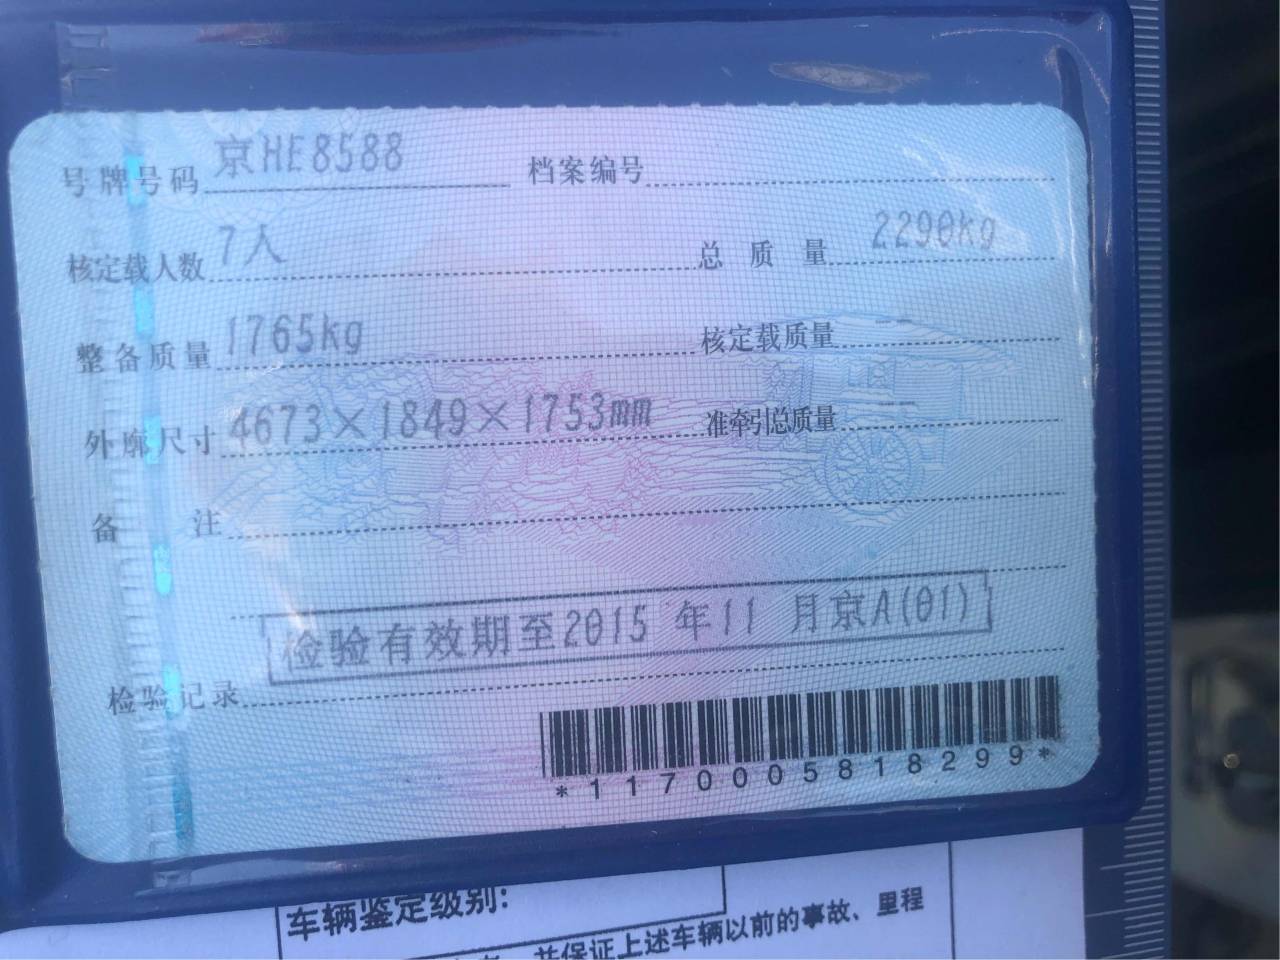 号牌号码 京HE8588 档案编号
核定载人数 7人 总质量 2290kg
整备质量 1765kg 核定载质量 --
外廓尺寸 4673×1849×1753mm 准牵引总质量 --
备注
检验有效期至2015年11月京A(01)
检验记录
*1170005818299*
车辆鉴定级别:
并保证上述车辆以前的事故、里程